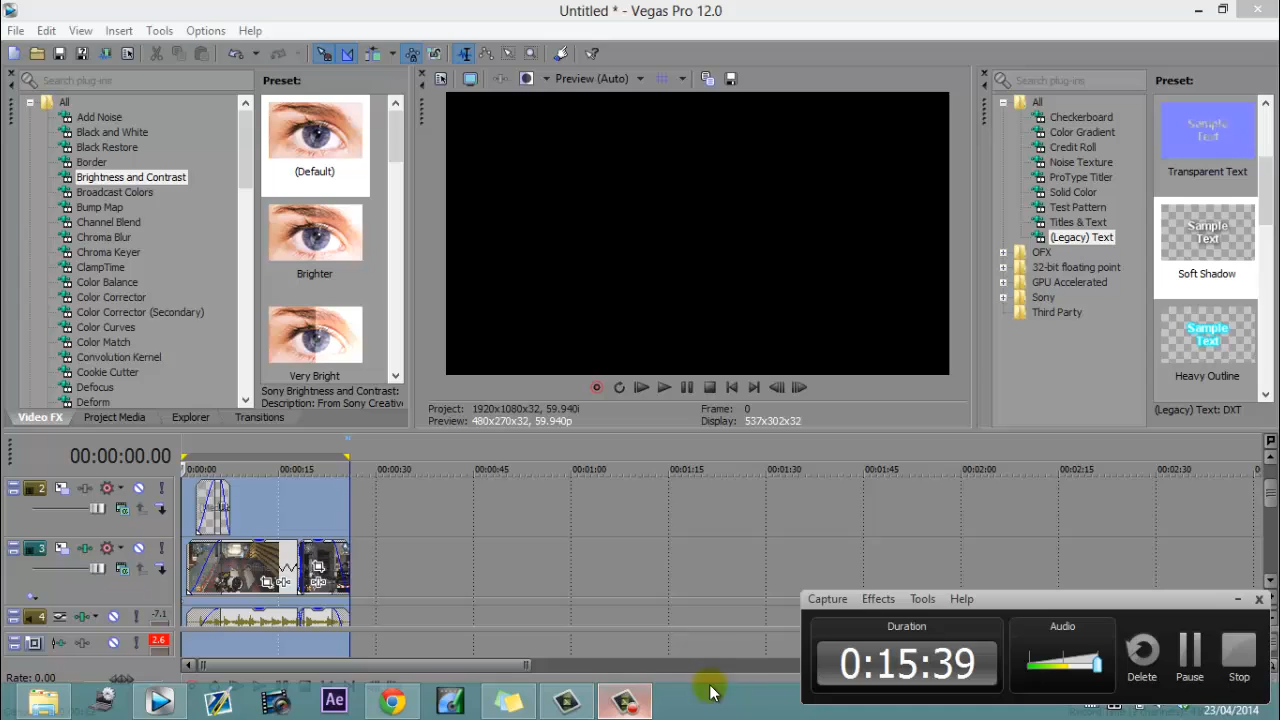 Untitled * - Vegas Pro 12.0
File Edit View Insert Tools Options Help
Search plug-ins
Preset:
All
Add Noise
Black and White
Black Restore
Border
Brightness and Contrast
Broadcast Colors
Bump Map
Channel Blend
Chroma Blur
Chroma Keyer
ClampTime
Color Balance
Color Corrector
Color Corrector (Secondary)
Color Curves
Color Match
Convolution Kernel
Cookie Cutter
Defocus
Deform
(Default)
Brighter
Very Bright
Sony Brightness and Contrast:
Description: From Sony Creativ
Video FX Project Media Explorer Transitions
Preview (Auto)
Project: 1920x1080x32, 59.940i
Preview: 480x270x32, 59.940p
Frame: 0
Display: 537x302x32
Search plug-ins
Preset:
All
Checkerboard
Color Gradient
Credit Roll
Noise Texture
ProType Titler
Solid Color
Test Pattern
Titles & Text
(Legacy) Text
OFX
32-bit floating point
GPU Accelerated
Sony
Third Party
Sample
Text
Transparent Text
Sample
Text
Soft Shadow
Sample
Text
Heavy Outline
(Legacy) Text: DXT
00:00:00.00
0:00:00 00:00:15 00:00:30 00:00:45 00:01:00 00:01:15 00:01:30 00:01:45 00:02:00 00:02:15 00:02:30 0
2
3
4
-7.1
2.6
Rate: 0.00
Capture Effects Tools Help
Duration
0:15:39
Audio
Delete
Pause
Stop
Ae
23/04/2014